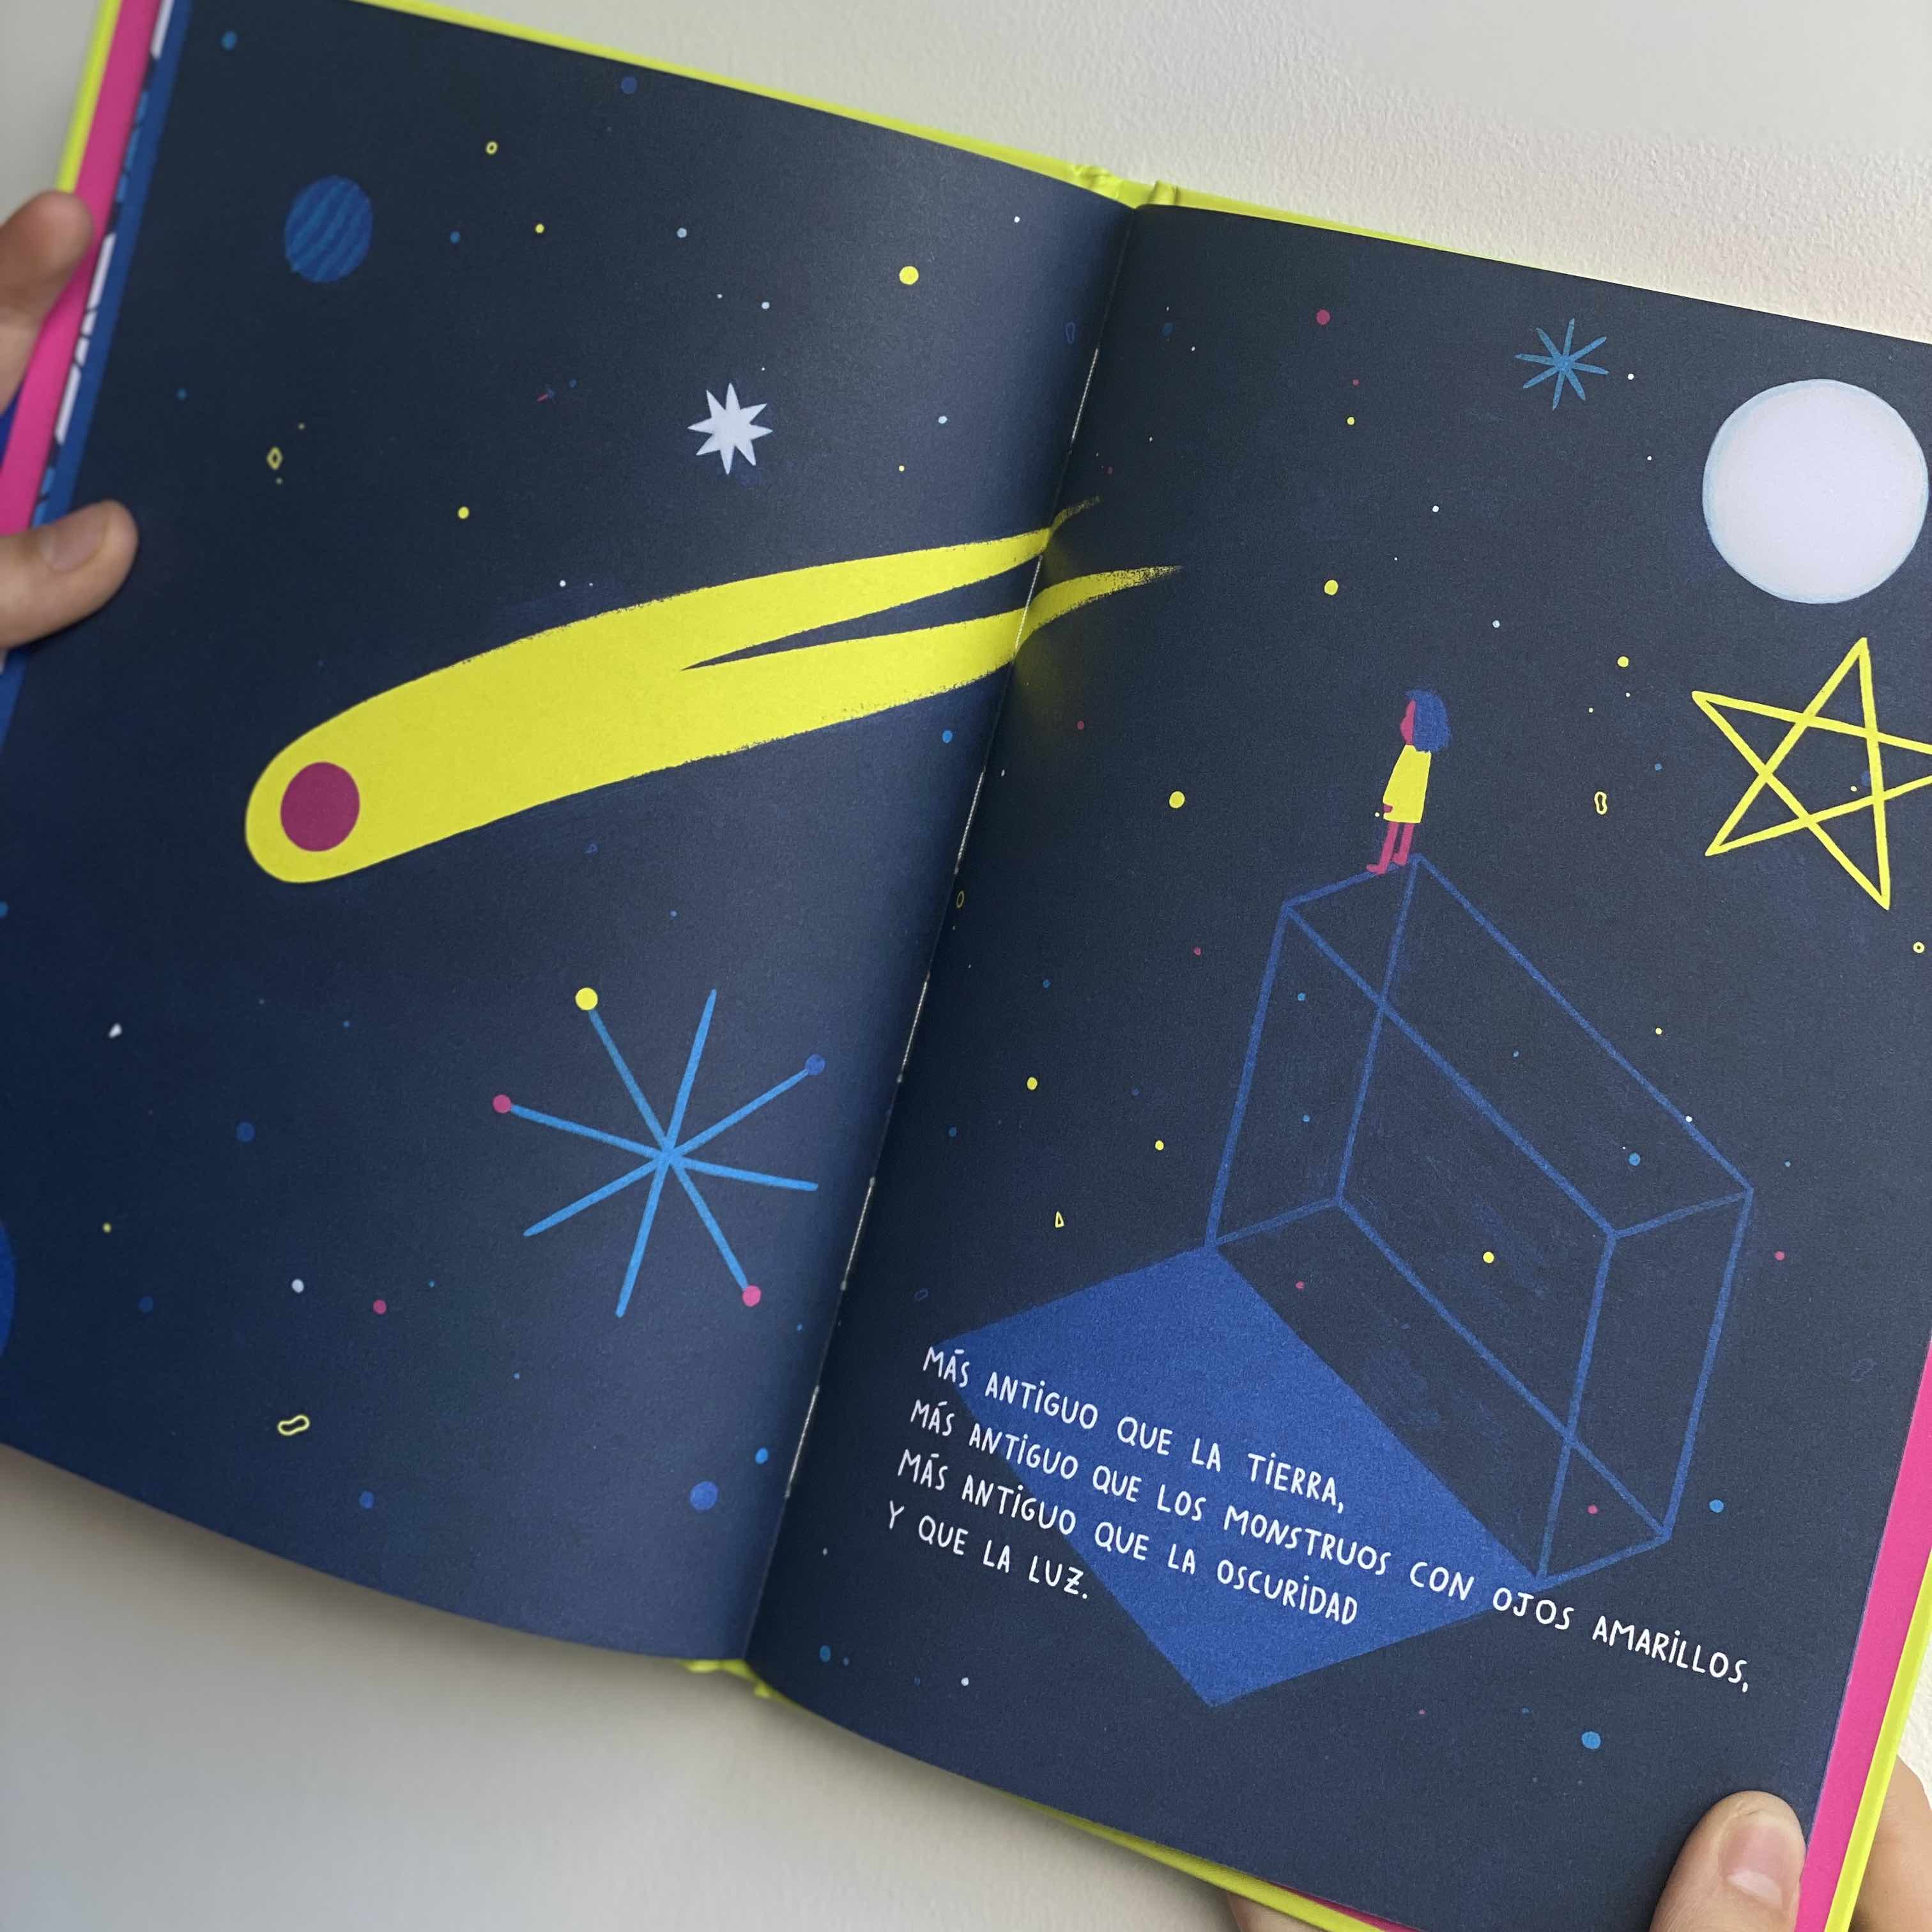 MÁS ANTIGUO QUE LA TIERRA,
MÁS ANTIGUO QUE LOS MONSTRUOS CON OJOS AMARILLOS,
MÁS ANTIGUO QUE LA OSCURIDAD
Y QUE LA LUZ.